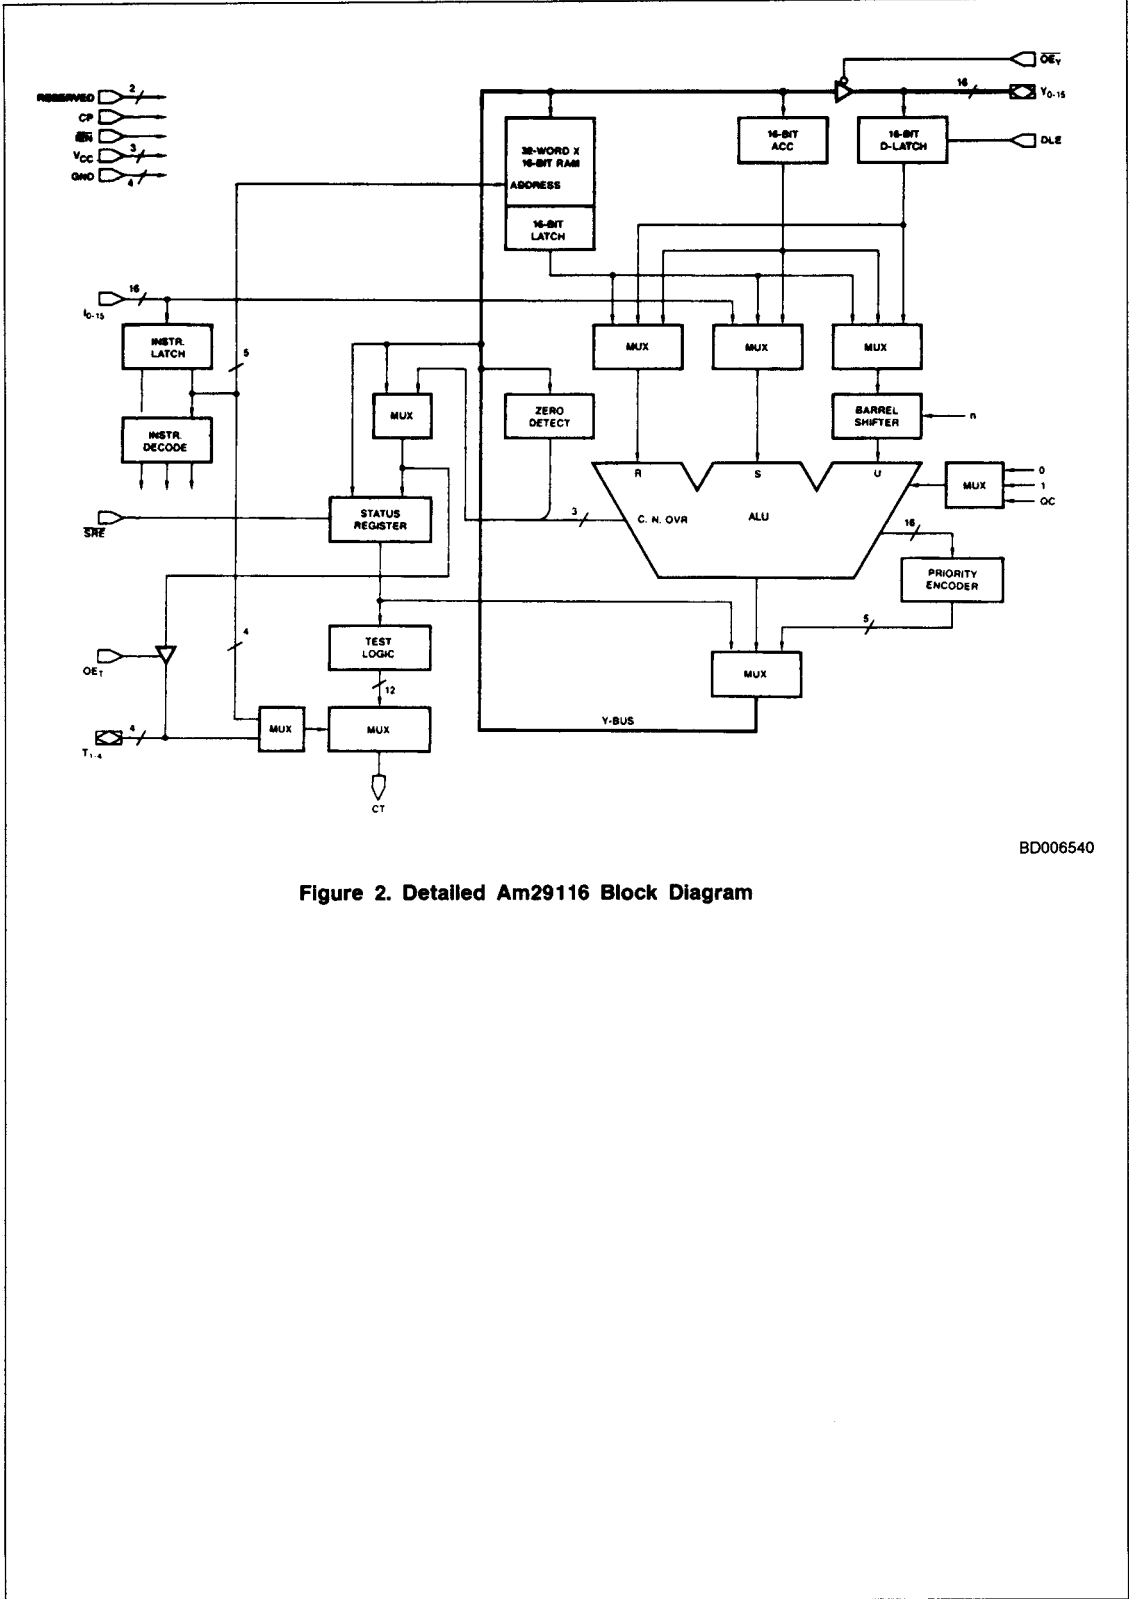 RESERVED 2
CP
IEN
VCC 3
GND 4
OEY
16 Y0-15
DLE
32-WORD X
16-BIT RAM
ADDRESS
16-BIT
LATCH
16-BIT
ACC
16-BIT
D-LATCH
I0-15 16
INSTR.
LATCH
5
INSTR.
DECODE
MUX
ZERO
DETECT
MUX
MUX
MUX
BARREL
SHIFTER
n
R
S
U
ALU
C. N. OVR
3
MUX
0
1
QC
16
PRIORITY
ENCODER
5
SRE
STATUS
REGISTER
TEST
LOGIC
12
4
OET
T1-4 4
MUX
MUX
CT
MUX
Y-BUS
BD006540
Figure 2. Detailed Am29116 Block Diagram